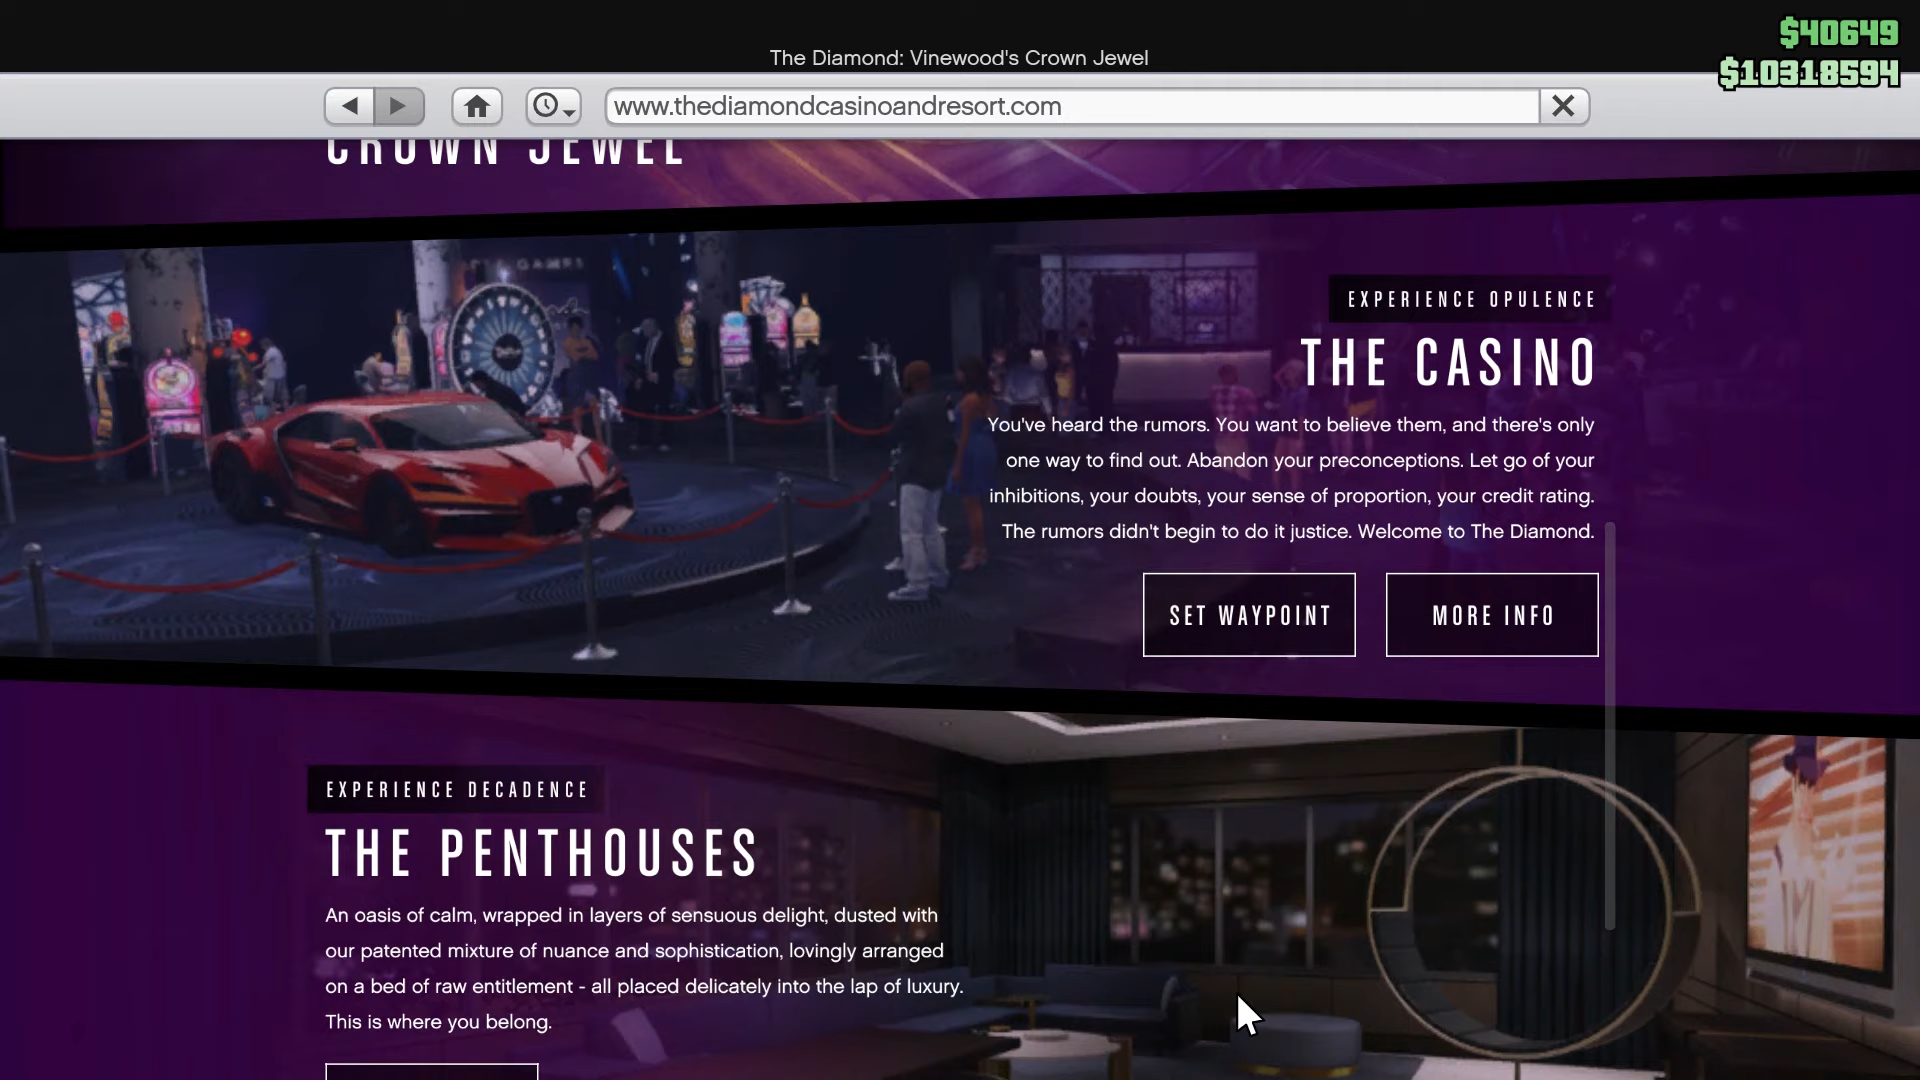 $40649
The Diamond: Vinewood's Crown Jewel
$10318594
www.thediamondcasinoandresort.com
CROWN JEWEL
EXPERIENCE OPULENCE
THE CASINO
You've heard the rumors. You want to believe them, and there's only
one way to find out. Abandon your preconceptions. Let go of your
inhibitions, your doubts, your sense of proportion, your credit rating.
The rumors didn't begin to do it justice. Welcome to The Diamond.
SET WAYPOINT
MORE INFO
EXPERIENCE DECADENCE
THE PENTHOUSES
An oasis of calm, wrapped in layers of sensuous delight, dusted with
our patented mixture of nuance and sophistication, lovingly arranged
on a bed of raw entitlement - all placed delicately into the lap of luxury.
This is where you belong.